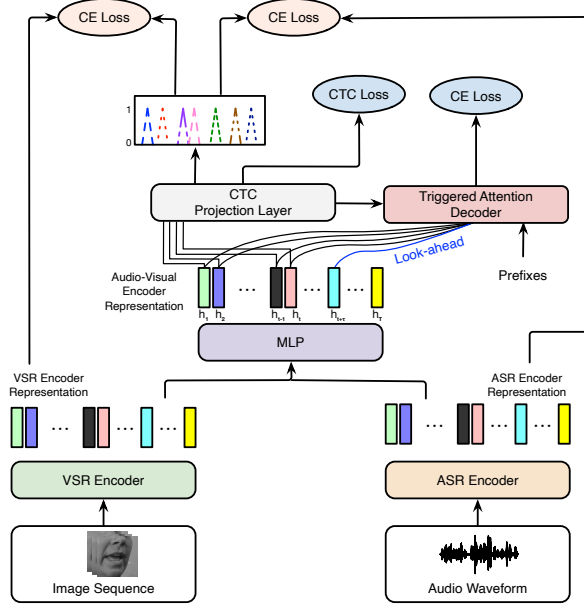 CE Loss
CE Loss
CTC Loss
CE Loss
1
0
CTC
Projection Layer
Triggered Attention
Decoder
Look-ahead
Prefixes
Audio-Visual
Encoder
Representation
...
...
...
h1
h2
ht-1
ht
ht+τ
hT
MLP
VSR Encoder
Representation
ASR Encoder
Representation
...
...
...
...
...
...
VSR Encoder
ASR Encoder
Image Sequence
Audio Waveform